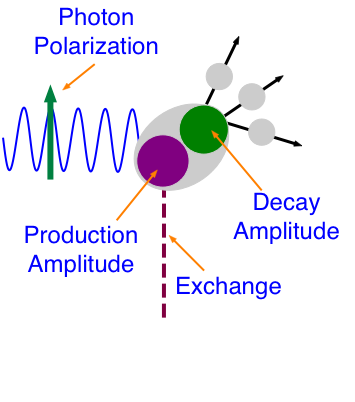 Photon
Polarization
Production
Amplitude
Decay
Amplitude
Exchange